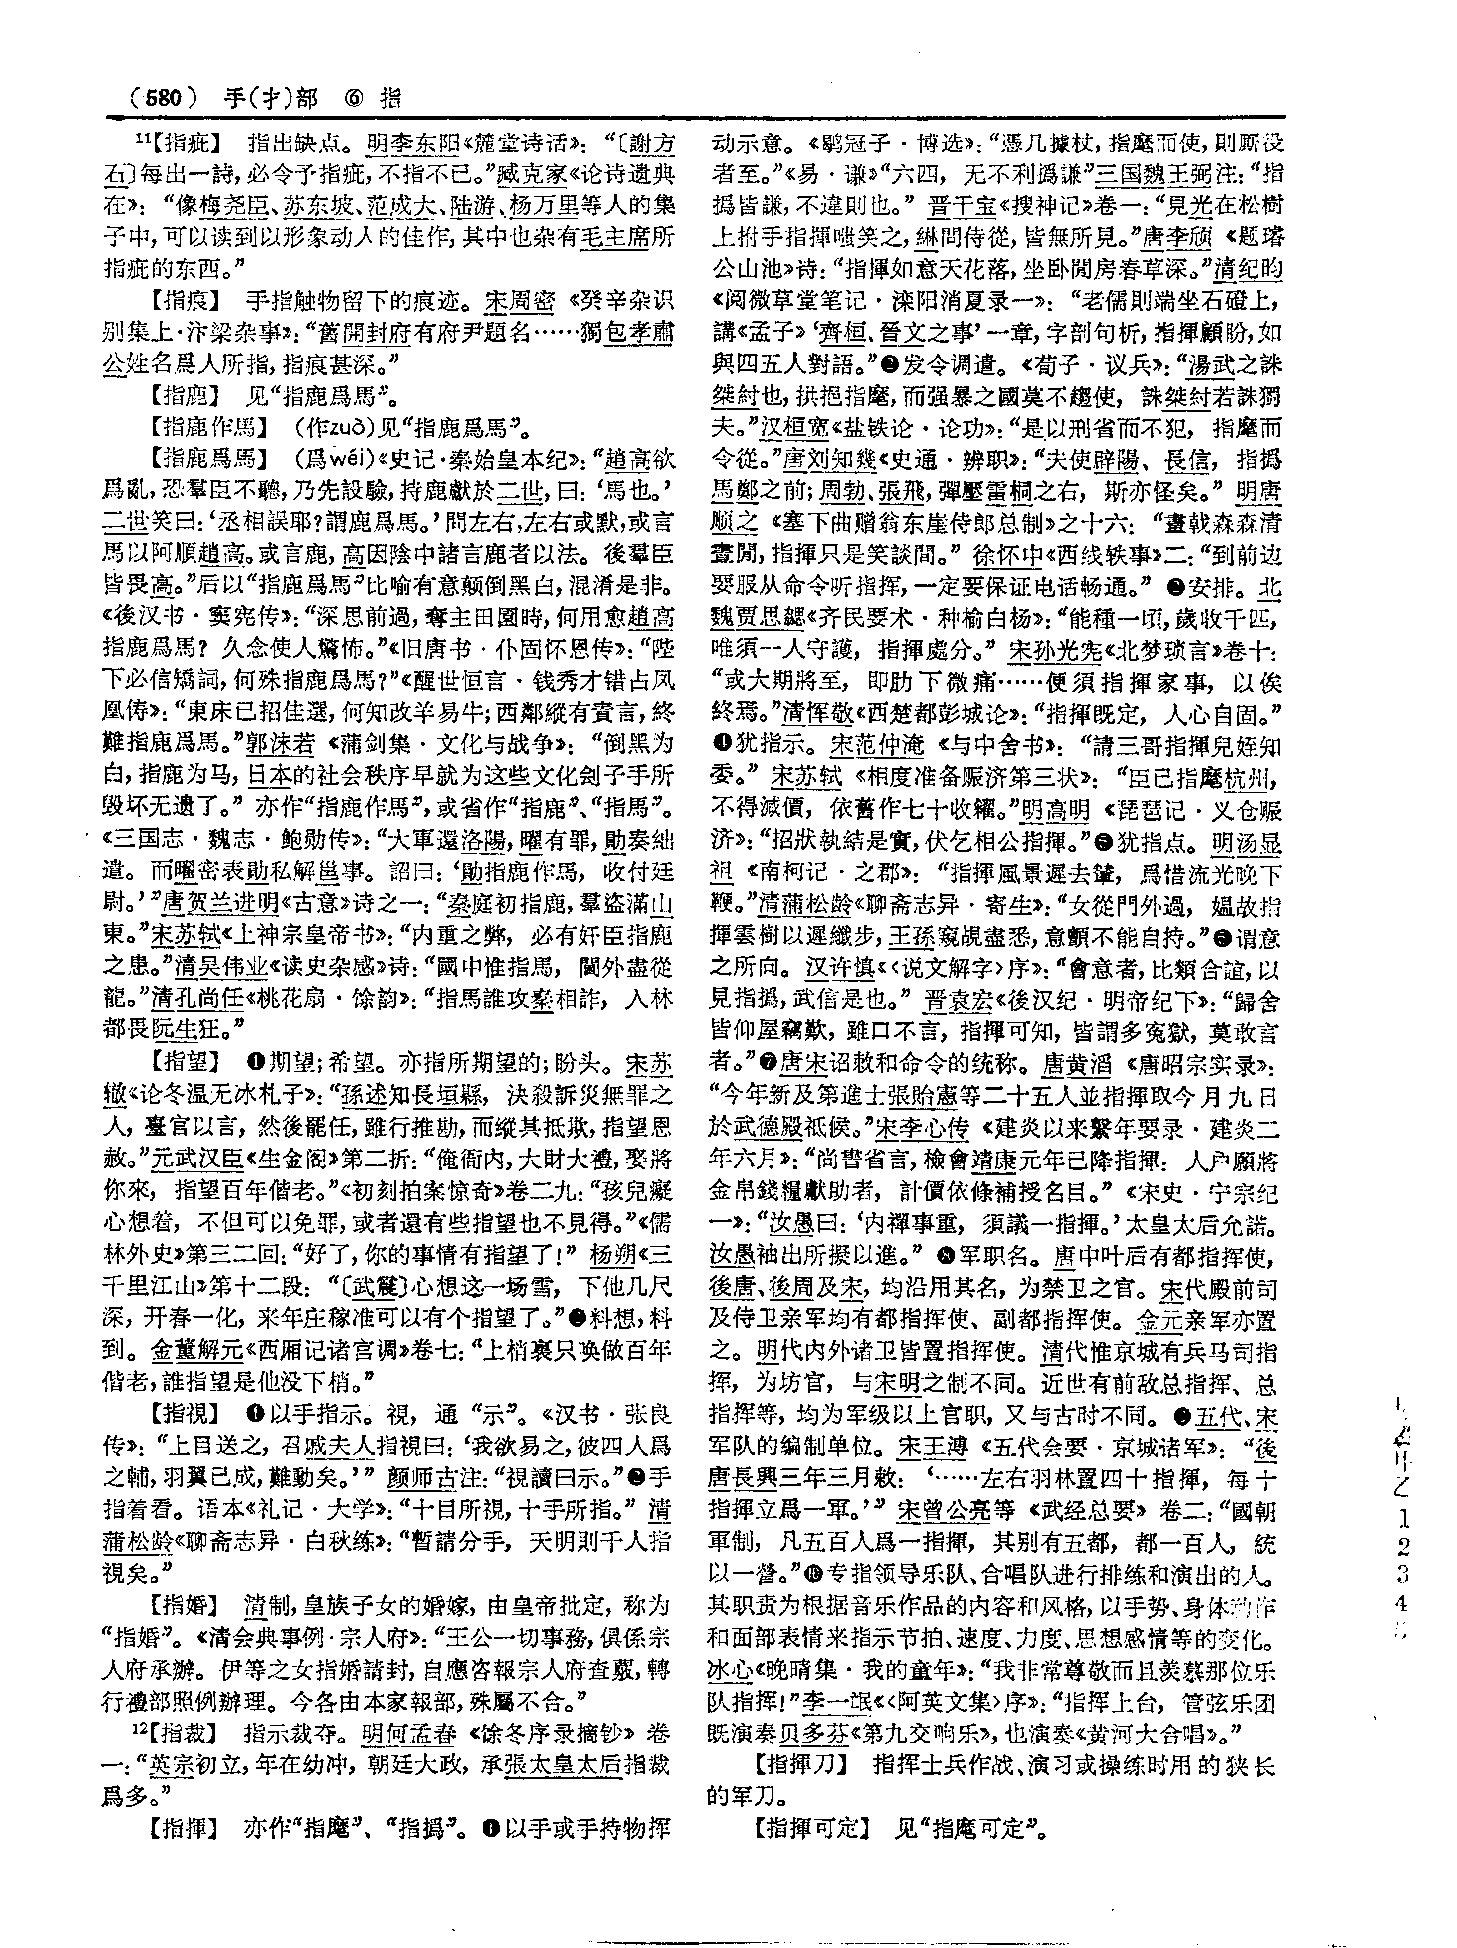 (580) 手(扌)部 ⑥ 指
11【指疵】 指出缺点。明李东阳《麓堂诗话》：“〔謝方
石〕每出一詩，必令予指疵，不指不已。”臧克家《论诗遗典
在》：“像梅尧臣、苏东坡、范成大、陆游、杨万里等人的集
子中，可以读到以形象动人的佳作，其中也杂有毛主席所
指疵的东西。”
【指痕】 手指触物留下的痕迹。宋周密《癸辛杂识
别集上·汴梁杂事》：“舊開封府有府尹題名……獨包孝肅
公姓名爲人所指，指痕甚深。”
【指鹿】 见“指鹿爲馬”。
【指鹿作馬】 (作zuò)见“指鹿爲馬”。
【指鹿爲馬】 (爲wéi)《史记·秦始皇本纪》：“趙高欲
爲亂，恐羣臣不聽，乃先設驗，持鹿獻於二世，曰：‘馬也。’
二世笑曰：‘丞相誤耶？謂鹿爲馬。’問左右，左右或默，或言
馬以阿順趙高。或言鹿，高因陰中諸言鹿者以法。後羣臣
皆畏高。”后以“指鹿爲馬”比喻有意颠倒黑白，混淆是非。
《後汉书·窦宪传》：“深思前過，奪主田園時，何用愈趙高
指鹿爲馬？久念使人驚怖。”《旧唐书·仆固怀恩传》：“陛
下必信矯詞，何殊指鹿爲馬？”《醒世恒言·钱秀才错占凤
凰俦》：“東床已招佳選，何知改羊易牛；西鄰縱有責言，終
難指鹿爲馬。”郭沫若《蒲剑集·文化与战争》：“倒黑为
白，指鹿为马，日本的社会秩序早就为这些文化刽子手所
毁坏无遗了。”亦作“指鹿作馬”，或省作“指鹿”、“指馬”。
《三国志·魏志·鲍勋传》：“大軍還洛陽，曜有罪，勛奏絀
遣。而曜密表勛私解邕事。詔曰：‘勛指鹿作馬，收付廷
尉。’”唐贺兰进明《古意》诗之一：“秦庭初指鹿，羣盜滿山
東。”宋苏轼《上神宗皇帝书》：“内重之弊，必有奸臣指鹿
之患。”清吴伟业《读史杂感》诗：“國中惟指馬，閫外盡從
龍。”清孔尚任《桃花扇·馀韵》：“指馬誰攻秦相詐，入林
都畏阮生狂。”
【指望】 ❶期望；希望。亦指所期望的；盼头。宋苏
辙《论冬温无冰札子》：“孫述知長垣縣，決殺訴災無罪之
人，臺官以言，然後罷任，雖行推勘，而縱其抵欺，指望恩
赦。”元武汉臣《生金阁》第二折：“俺衙内，大財大禮，娶將
你來，指望百年偕老。”《初刻拍案惊奇》卷二九：“孩兒癡
心想着，不但可以免罪，或者還有些指望也不見得。”《儒
林外史》第三二回：“好了，你的事情有指望了！”杨朔《三
千里江山》第十二段：“〔武震〕心想这一场雪，下他几尺
深，开春一化，来年庄稼准可以有个指望了。”❷料想，料
到。金董解元《西厢记诸宫调》卷七：“上梢裏只唤做百年
偕老，誰指望是他没下梢。”
【指視】 ❶以手指示。視，通“示”。《汉书·张良
传》：“上目送之，召戚夫人指視曰：‘我欲易之，彼四人爲
之輔，羽翼已成，難動矣。’”颜师古注：“視讀曰示。”❷手
指着看。语本《礼记·大学》：“十目所視，十手所指。”清
蒲松龄《聊斋志异·白秋练》：“暫請分手，天明則千人指
視矣。”
【指婚】 清制，皇族子女的婚嫁，由皇帝批定，称为
“指婚”。《清会典事例·宗人府》：“王公一切事務，俱係宗
人府承辦。伊等之女指婚請封，自應咨報宗人府查覈，轉
行禮部照例辦理。今各由本家報部，殊屬不合。”
12【指裁】 指示裁夺。明何孟春《馀冬序录摘钞》卷
一：“英宗初立，年在幼冲，朝廷大政，承張太皇太后指裁
爲多。”
【指揮】 亦作“指麾”、“指撝”。❶以手或手持物挥
动示意。《鹖冠子·博选》：“憑几據杖，指麾而使，則厮役
者至。”《易·谦》“六四，无不利撝謙”三国魏王弼注：“指
撝皆謙，不違則也。”晋干宝《搜神记》卷一：“見光在松樹
上拊手指揮嗤笑之，綝問侍從，皆無所見。”唐李颀《题璿
公山池》诗：“指揮如意天花落，坐卧閒房春草深。”清纪昀
《阅微草堂笔记·滦阳消夏录一》：“老儒則端坐石磴上，
講《孟子》‘齊桓、晉文之事’一章，字剖句析，指揮顧盼，如
與四五人對語。”❷发令调遣。《荀子·议兵》：“湯武之誅
桀紂也，拱挹指麾，而强暴之國莫不趨使，誅桀紂若誅獨
夫。”汉桓宽《盐铁论·论功》：“是以刑省而不犯，指麾而
令從。”唐刘知幾《史通·辨职》：“夫使辟陽、長信，指撝
馬鄭之前；周勃、張飛，彈壓雷桐之右，斯亦怪矣。”明唐
顺之《塞下曲赠翁东崖侍郎总制》之十六：“畫戟森森清
晝閒，指揮只是笑談間。”徐怀中《西线轶事》二：“到前边
要服从命令听指挥，一定要保证电话畅通。”❸安排。北
魏贾思勰《齐民要术·种榆白杨》：“能種一頃，歲收千匹，
唯須一人守護，指揮處分。”宋孙光宪《北梦琐言》卷十：
“或大期將至，即肋下微痛……便須指揮家事，以俟
終焉。”清恽敬《西楚都彭城论》：“指揮既定，人心自固。”
❹犹指示。宋范仲淹《与中舍书》：“請三哥指揮兒姪知
委。”宋苏轼《相度准备赈济第三状》：“臣已指麾杭州，
不得減價，依舊作七十收糴。”明高明《琵琶记·义仓赈
济》：“招狀執結是實，伏乞相公指揮。”❺犹指点。明汤显
祖《南柯记·之郡》：“指揮風景遲去輦，爲惜流光晚下
鞭。”清蒲松龄《聊斋志异·寄生》：“女從門外過，媪故指
揮雲樹以遲纖步，王孫窺覘盡悉，意顫不能自持。”❻谓意
之所向。汉许慎《〈说文解字〉序》：“會意者，比類合誼，以
見指撝，武信是也。”晋袁宏《後汉纪·明帝纪下》：“歸舍
皆仰屋竊歎，雖口不言，指揮可知，皆謂多冤獄，莫敢言
者。”❼唐宋诏敕和命令的统称。唐黄滔《唐昭宗实录》：
“今年新及第進士張貽憲等二十五人並指揮取今月九日
於武德殿祗候。”宋李心传《建炎以来繫年要录·建炎二
年六月》：“尚書省言，檢會靖康元年已降指揮：人户願將
金帛錢糧獻助者，計價依條補授名目。”《宋史·宁宗纪
一》：“汝愚曰：‘内禪事重，須議一指揮。’太皇太后允諾。
汝愚袖出所擬以進。”❽军职名。唐中叶后有都指挥使，
後唐、後周及宋，均沿用其名，为禁卫之官。宋代殿前司
及侍卫亲军均有都指挥使、副都指挥使。金元亲军亦置
之。明代内外诸卫皆置指挥使。清代惟京城有兵马司指
挥，为坊官，与宋明之制不同。近世有前敌总指挥、总
指挥等，均为军级以上官职，又与古时不同。❾五代、宋
军队的编制单位。宋王溥《五代会要·京城诸军》：“後
唐長興三年三月敕：‘……左右羽林置四十指揮，每十
指揮立爲一軍。’”宋曾公亮等《武经总要》卷二：“國朝
軍制，凡五百人爲一指揮，其别有五都，都一百人，統
以一營。”❿专指领导乐队、合唱队进行排练和演出的人。
其职责为根据音乐作品的内容和风格，以手势、身体动作
和面部表情来指示节拍、速度、力度、思想感情等的变化。
冰心《晚晴集·我的童年》：“我非常尊敬而且羡慕那位乐
队指挥！”李一氓《〈阿英文集〉序》：“指挥上台，管弦乐团
既演奏贝多芬《第九交响乐》，也演奏《黄河大合唱》。”
【指揮刀】 指挥士兵作战、演习或操练时用的狭长
的军刀。
【指揮可定】 见“指麾可定”。
1
2
3
4